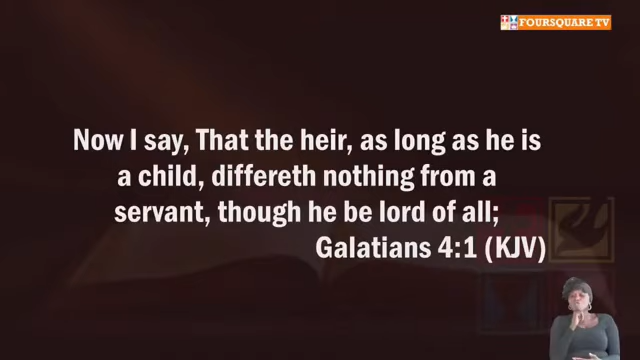 FOURSQUARE TV
Now I say, That the heir, as long as he is
a child, differeth nothing from a
servant, though he be lord of all;
Galatians 4:1 (KJV)